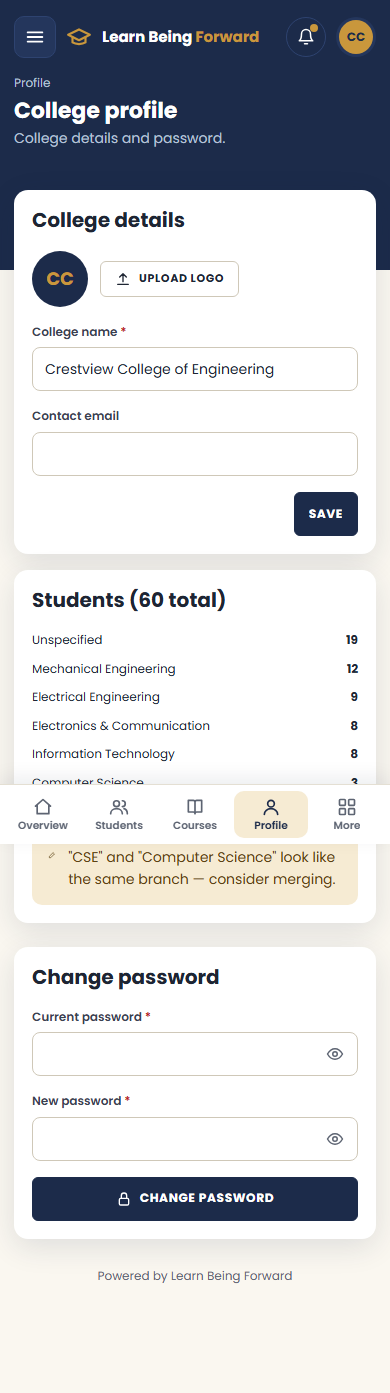 Learn Being Forward
CC
Profile
College profile
College details and password.
College details
CC
UPLOAD LOGO
College name *
Crestview College of Engineering
Contact email
SAVE
Students (60 total)
Unspecified 19
Mechanical Engineering 12
Electrical Engineering 9
Electronics & Communication 8
Information Technology 8
Computer Science 3
Overview Students Courses Profile More
"CSE" and "Computer Science" look like
the same branch — consider merging.
Change password
Current password *
New password *
CHANGE PASSWORD
Powered by Learn Being Forward